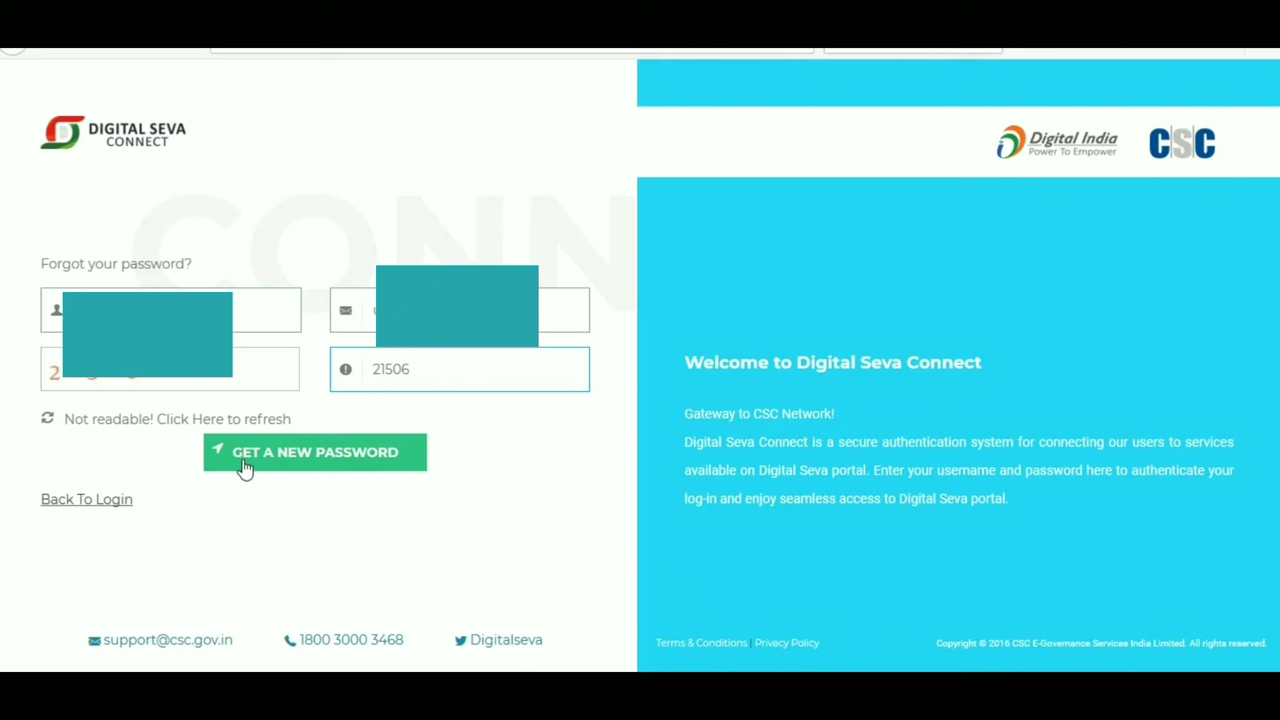 DIGITAL SEVA
CONNECT
Digital India
Power To Empower
CSC
CONN
Forgot your password?
21506
Not readable! Click Here to refresh
GET A NEW PASSWORD
Back To Login
support@csc.gov.in
1800 3000 3468
Digitalseva
Welcome to Digital Seva Connect
Gateway to CSC Network!
Digital Seva Connect is a secure authentication system for connecting our users to services
available on Digital Seva portal. Enter your username and password here to authenticate your
log-in and enjoy seamless access to Digital Seva portal.
Terms & Conditions | Privacy Policy
Copyright © 2016 CSC E-Governance Services India Limited. All rights reserved.